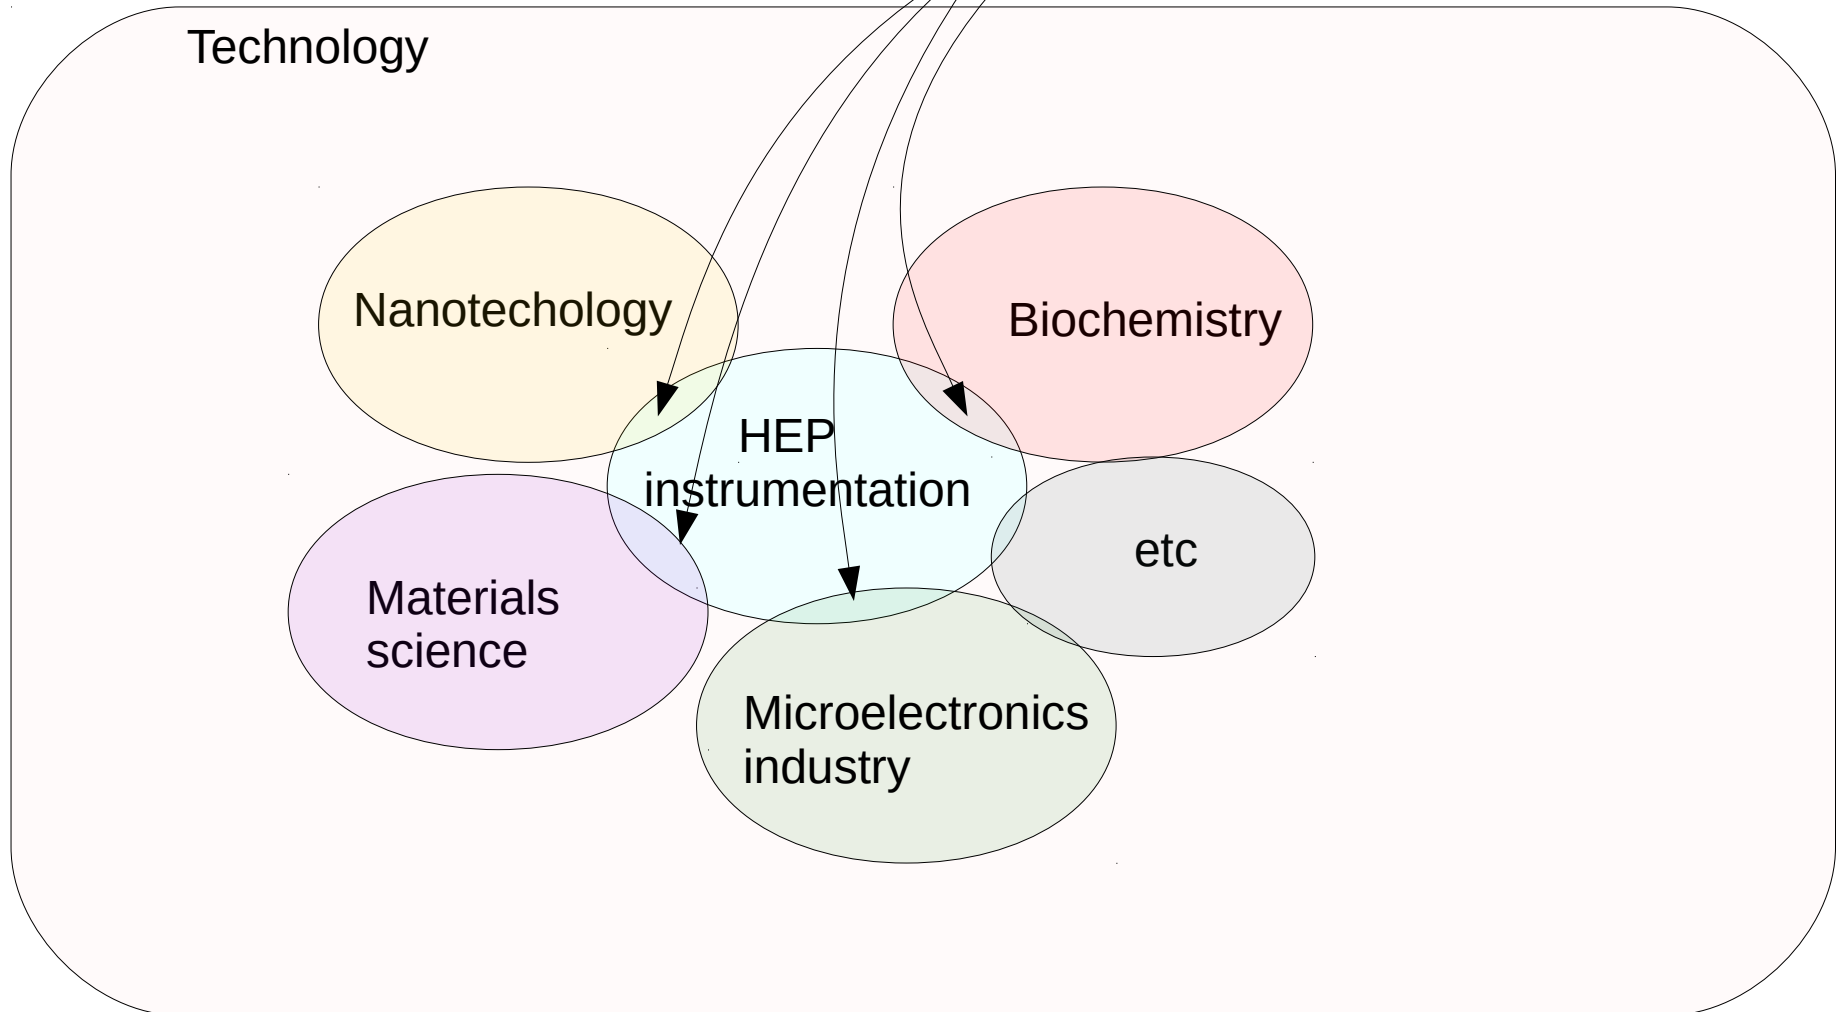 Technology
Nanotechology
Biochemistry
HEP
instrumentation
etc
Materials
science
Microelectronics
industry